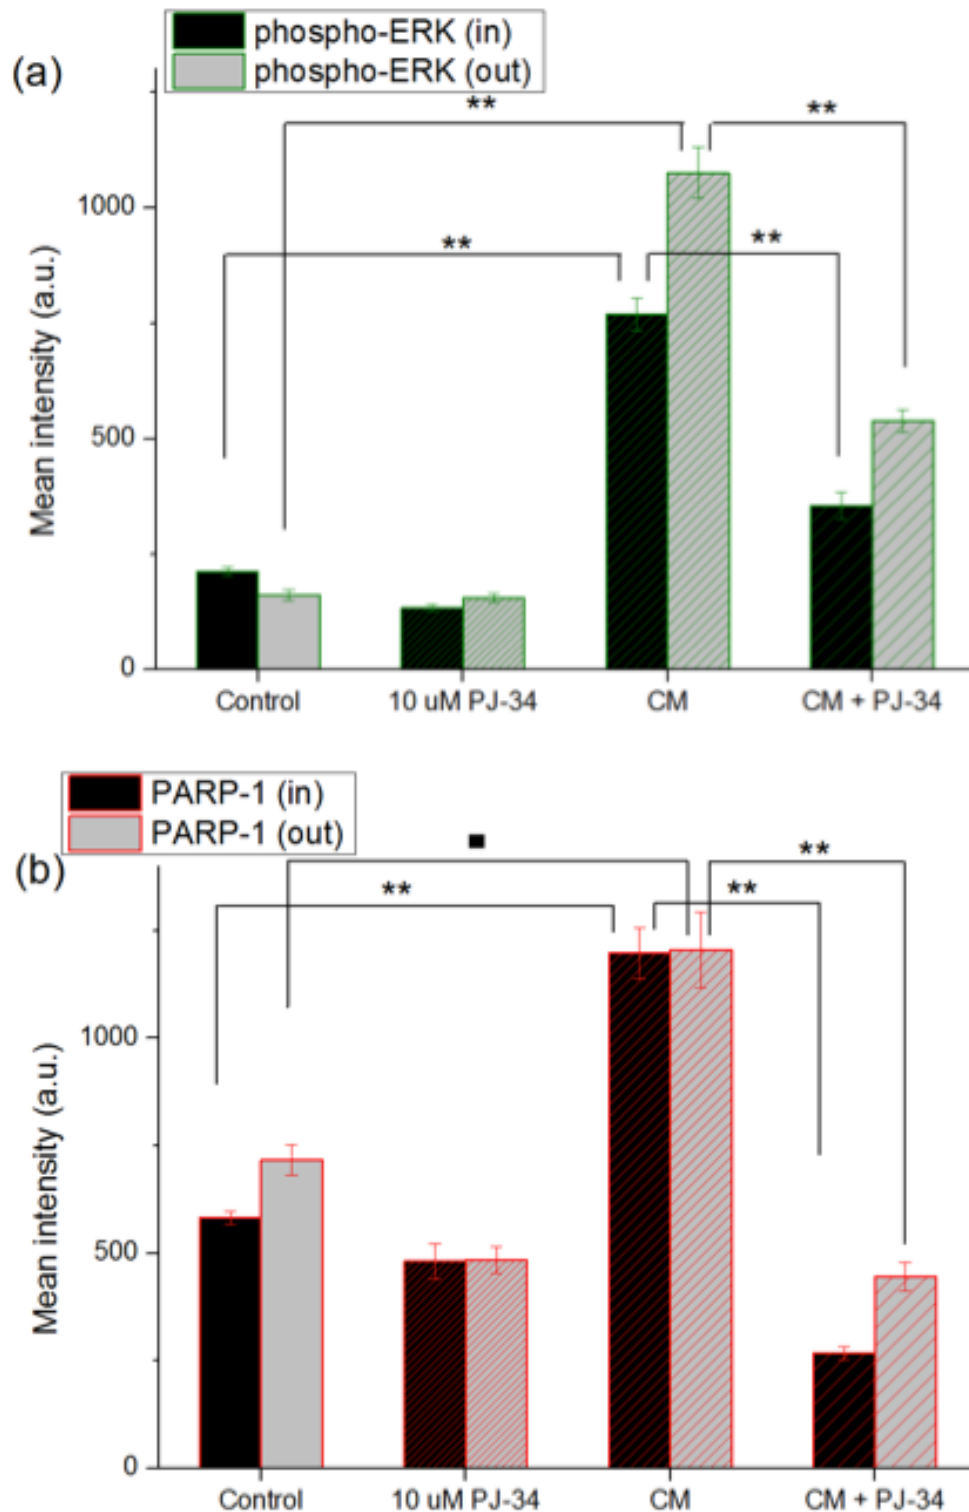 phospho-ERK (in)
phospho-ERK (out)
(a)
**
**
1000
**
**
Mean intensity (a.u.)
500
0
Control
10 uM PJ-34
CM
CM + PJ-34
PARP-1 (in)
PARP-1 (out)
(b)
**
**
**
1000
Mean intensity (a.u.)
500
0
Control
10 uM PJ-34
CM
CM + PJ-34